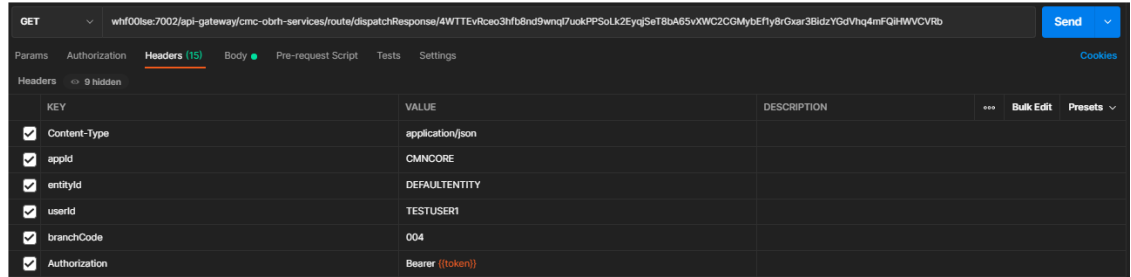 GET whf00lse:7002/api-gateway/cmc-obrh-services/route/dispatchResponse/4WTTEvRceo3hfb8nd9wnqI7uokPPSoLk2EyqjSeT8bA65vXWC2CGMybEf1y8rGxar3BidzYGdVhq4mFQiHWVCVRb Send
Params Authorization Headers (15) Body Pre-request Script Tests Settings Cookies
Headers 9 hidden
KEY VALUE DESCRIPTION ooo Bulk Edit Presets
Content-Type application/json
appId CMNCORE
entityId DEFAULTENTITY
userId TESTUSER1
branchCode 004
Authorization Bearer {{token}}